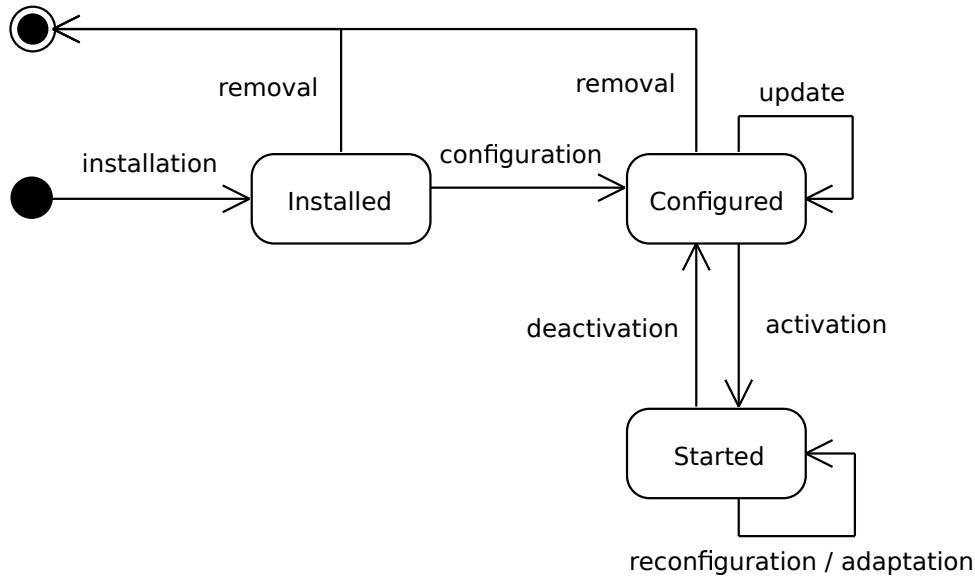 removal
removal
update
installation
configuration
Installed
Configured
deactivation
activation
Started
reconfiguration / adaptation